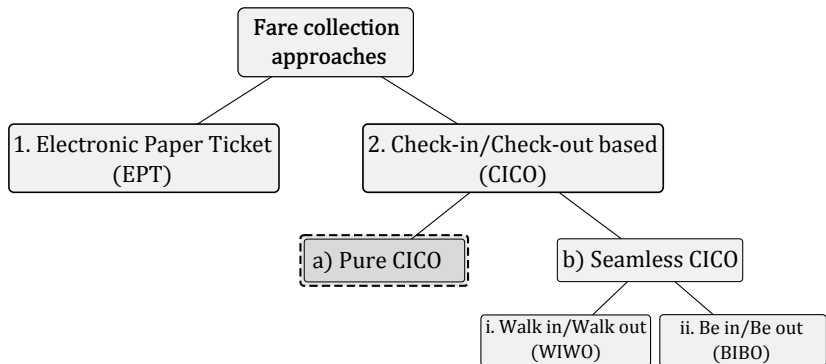 Fare collection
approaches
1. Electronic Paper Ticket
(EPT)
2. Check-in/Check-out based
(CICO)
a) Pure CICO
b) Seamless CICO
i. Walk in/Walk out
(WIWO)
ii. Be in/Be out
(BIBO)